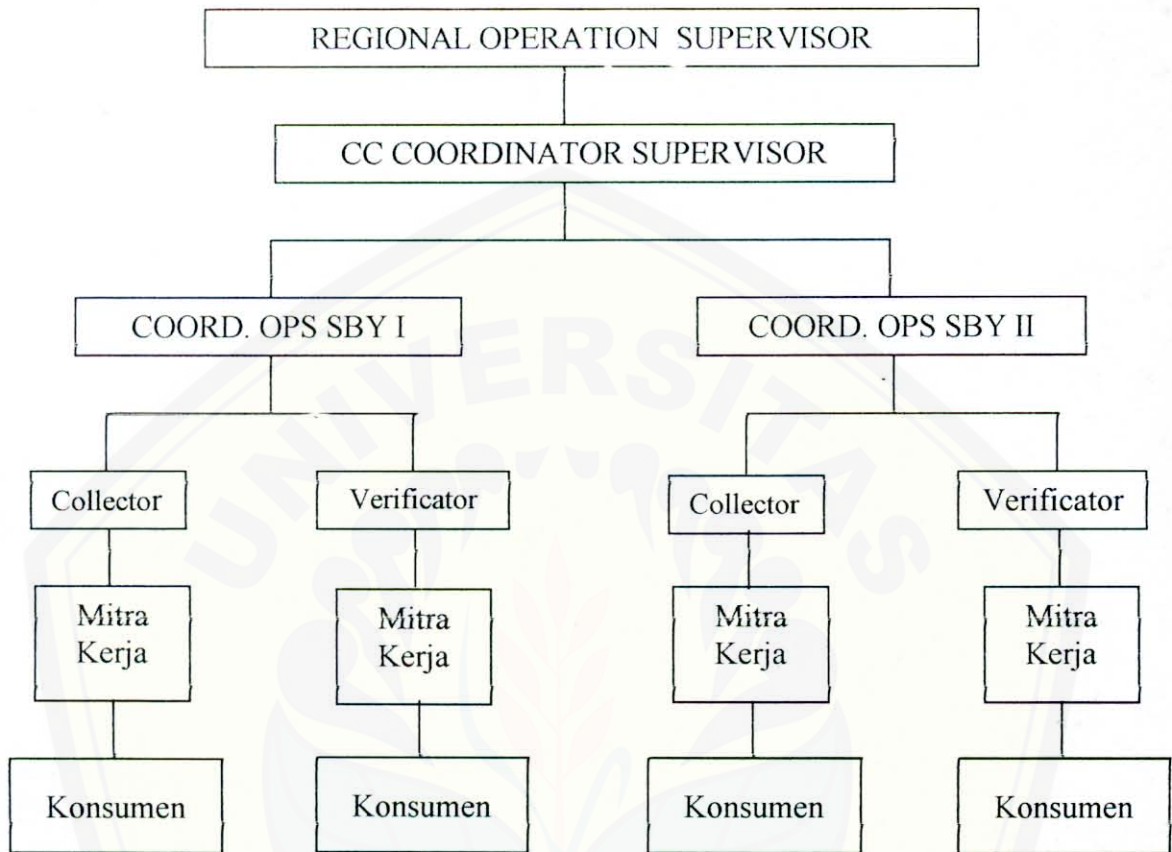 REGIONAL OPERATION SUPERVISOR
CC COORDINATOR SUPERVISOR
COORD. OPS SBY I
COORD. OPS SBY II
Collector
Verificator
Collector
Verificator
Mitra
Kerja
Mitra
Kerja
Mitra
Kerja
Mitra
Kerja
Konsumen
Konsumen
Konsumen
Konsumen
UNIVERSITAS